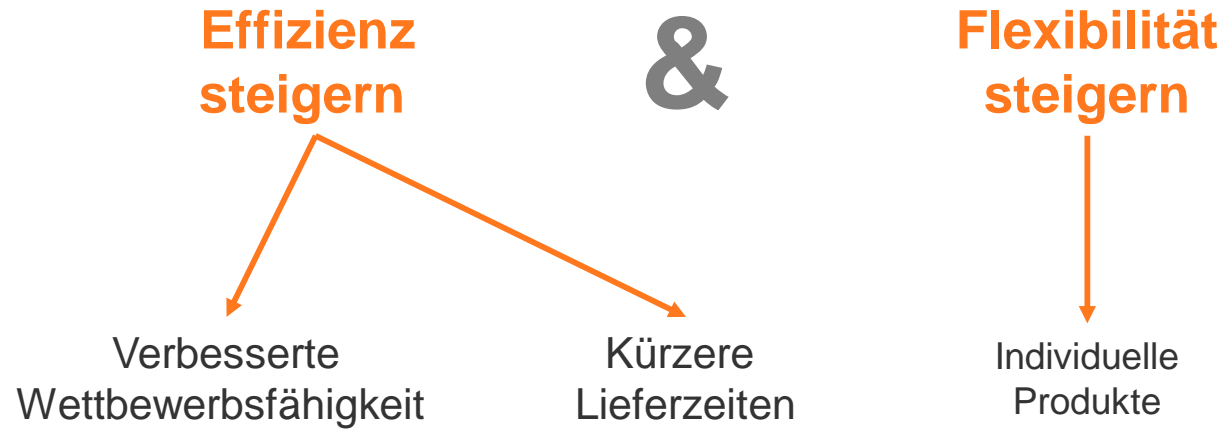 Effizienz
steigern
&
Flexibilität
steigern
Verbesserte
Wettbewerbsfähigkeit
Kürzere
Lieferzeiten
Individuelle
Produkte